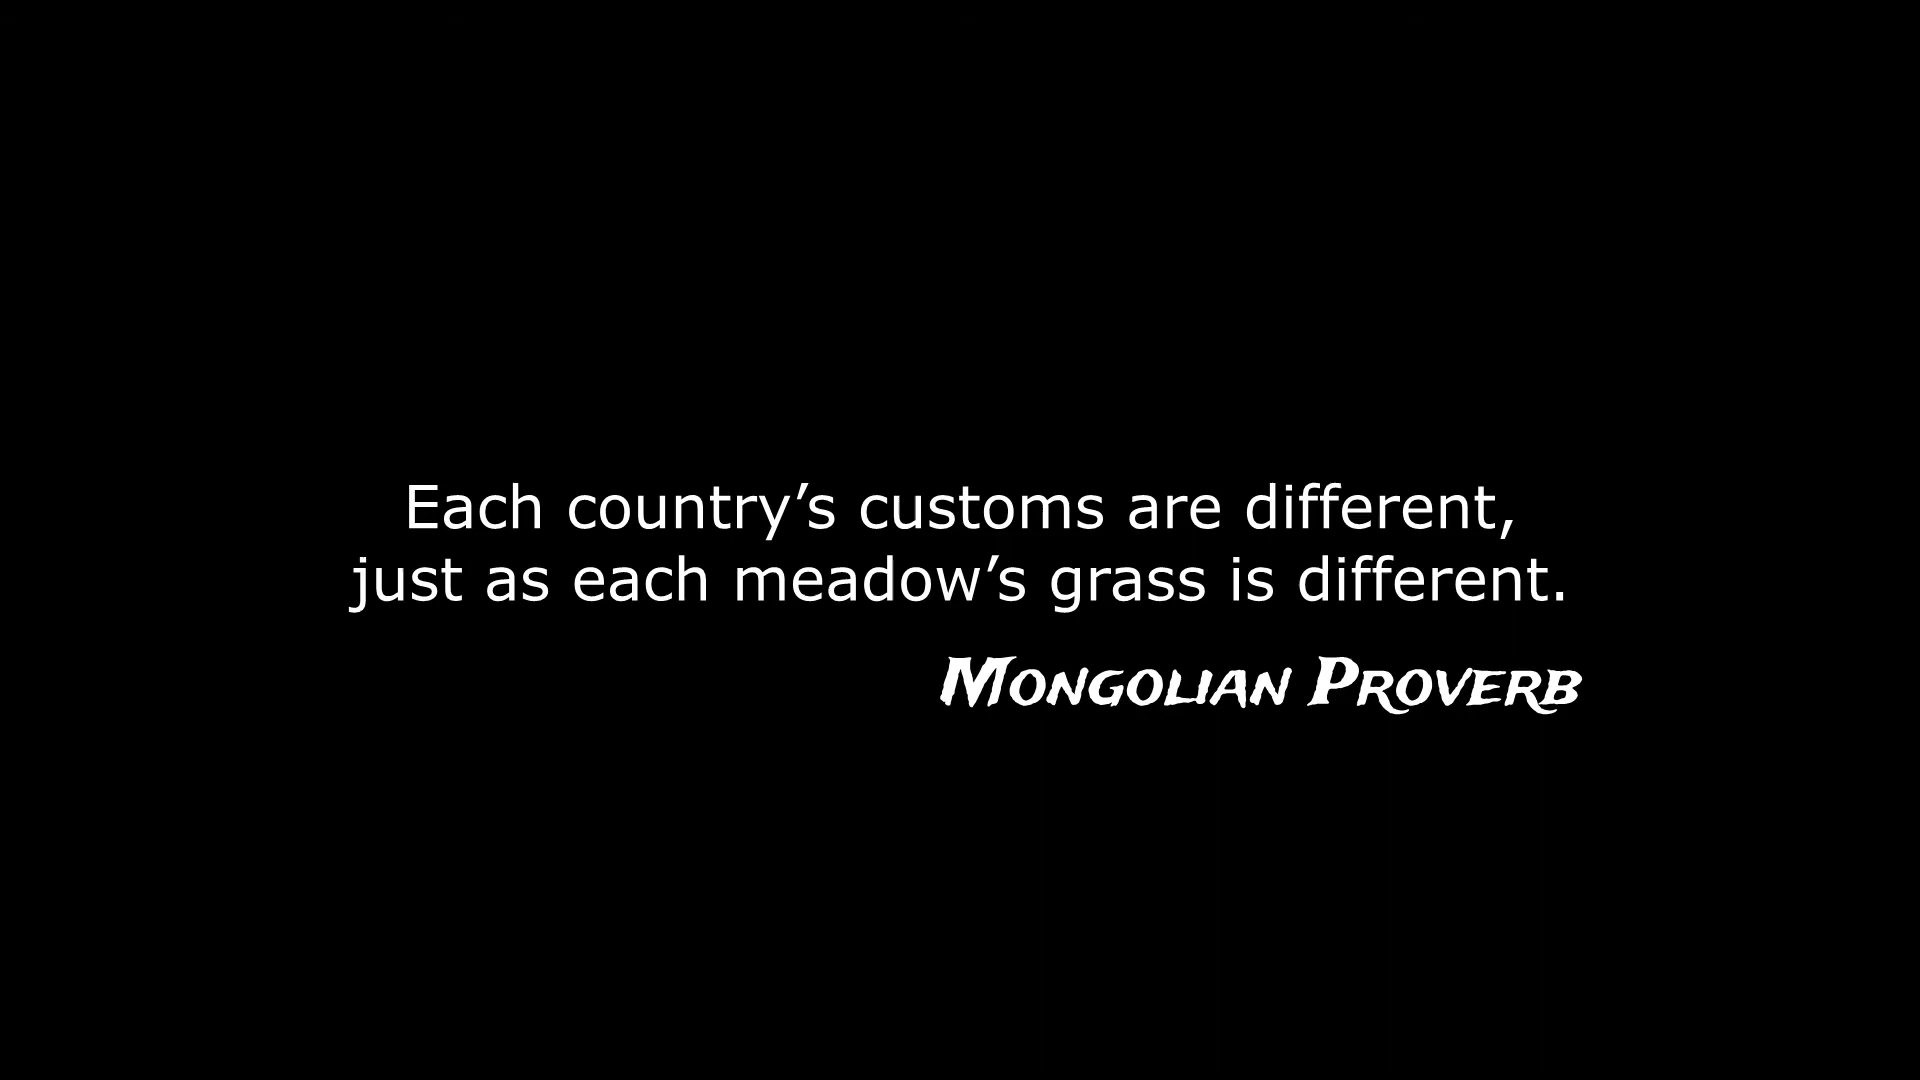 Each country’s customs are different,
just as each meadow’s grass is different.
Mongolian Proverb